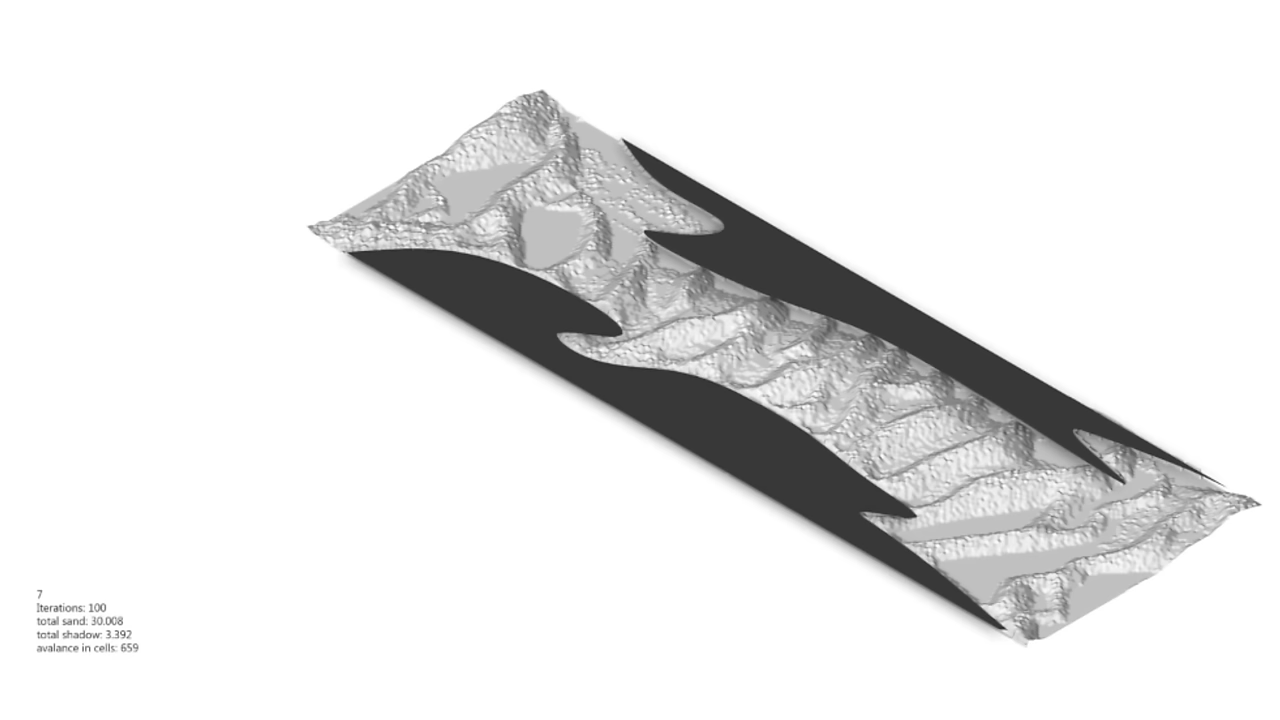 7
Iterations: 100
total sand: 30.008
total shadow: 3.392
avalance in cells: 659